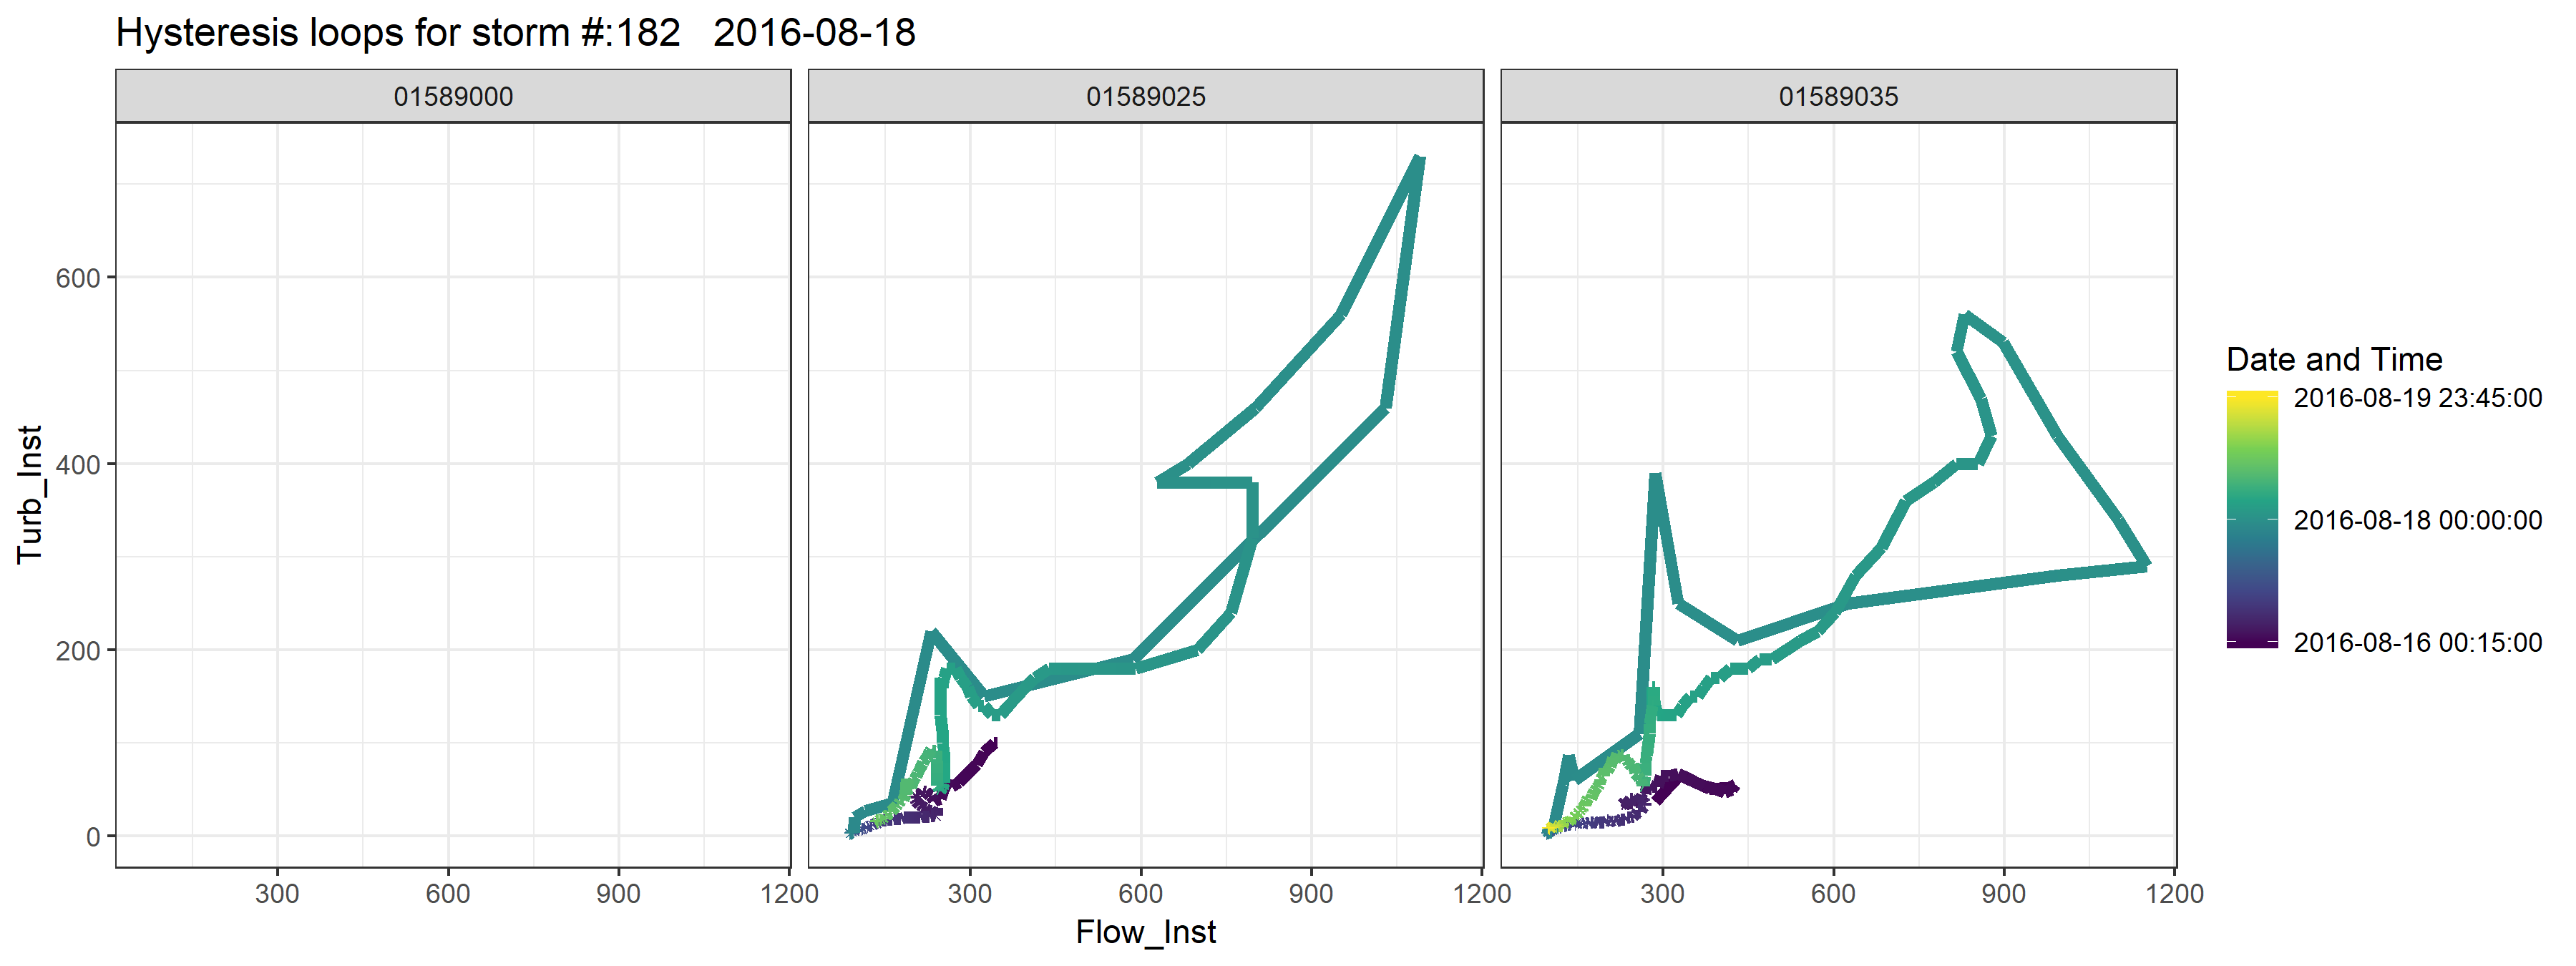 Hysteresis loops for storm #:182   2016-08-18
01589000
01589025
01589035
Turb_Inst
600
400
200
0
300 600 900 1200
300 600 900 1200
300 600 900 1200
Flow_Inst
Date and Time
2016-08-19 23:45:00
2016-08-18 00:00:00
2016-08-16 00:15:00